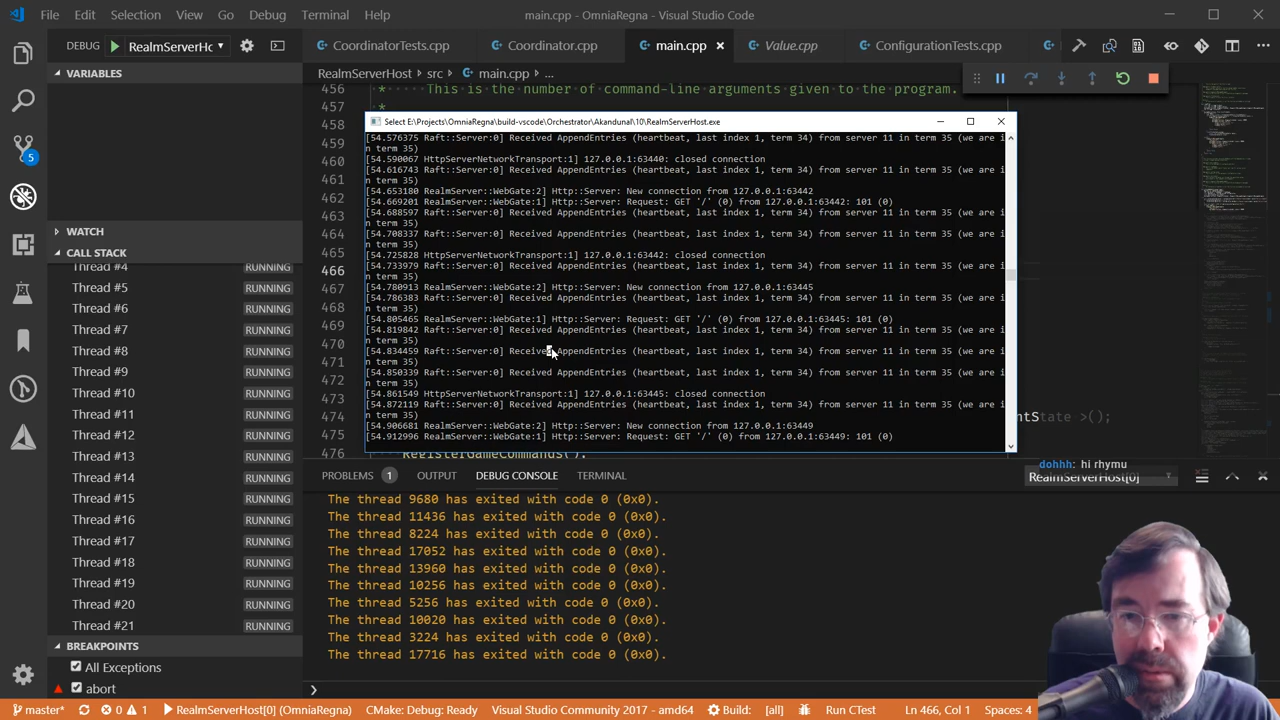 File Edit Selection View Go Debug Terminal Help
main.cpp - OmniaRegna - Visual Studio Code
DEBUG RealmServerHo
CoordinatorTests.cpp Coordinator.cpp main.cpp Value.cpp ConfigurationTests.cpp
VARIABLES
RealmServerHost > src > main.cpp > ...
456 * This is the number of command-line arguments given to the program.
457 *
458
459
460
461
462
463
464
465
466
467
468
469
470
471
472
473
474 ntState >();
475
476 RegisterGameCommands();
Select E:\Projects\OmniaRegna\build\vscode\Orchestrator\Akandunal\10\RealmServerHost.exe
[54.576375 Raft::Server:0] Received AppendEntries (heartbeat, last index 1, term 34) from server 11 in term 35 (we are i
n term 35)
[54.590067 HttpServerNetworkTransport:1] 127.0.0.1:63440: closed connection
[54.616743 Raft::Server:0] Received AppendEntries (heartbeat, last index 1, term 34) from server 11 in term 35 (we are i
n term 35)
[54.653180 RealmServer::WebGate:2] Http::Server: New connection from 127.0.0.1:63442
[54.669201 RealmServer::WebGate:1] Http::Server: Request: GET '/' (0) from 127.0.0.1:63442: 101 (0)
[54.688597 Raft::Server:0] Received AppendEntries (heartbeat, last index 1, term 34) from server 11 in term 35 (we are i
n term 35)
[54.708337 Raft::Server:0] Received AppendEntries (heartbeat, last index 1, term 34) from server 11 in term 35 (we are i
n term 35)
[54.725828 HttpServerNetworkTransport:1] 127.0.0.1:63442: closed connection
[54.733979 Raft::Server:0] Received AppendEntries (heartbeat, last index 1, term 34) from server 11 in term 35 (we are i
n term 35)
[54.780913 RealmServer::WebGate:2] Http::Server: New connection from 127.0.0.1:63445
[54.786383 Raft::Server:0] Received AppendEntries (heartbeat, last index 1, term 34) from server 11 in term 35 (we are i
n term 35)
[54.805465 RealmServer::WebGate:1] Http::Server: Request: GET '/' (0) from 127.0.0.1:63445: 101 (0)
[54.819842 Raft::Server:0] Received AppendEntries (heartbeat, last index 1, term 34) from server 11 in term 35 (we are i
n term 35)
[54.834459 Raft::Server:0] Received AppendEntries (heartbeat, last index 1, term 34) from server 11 in term 35 (we are i
n term 35)
[54.850339 Raft::Server:0] Received AppendEntries (heartbeat, last index 1, term 34) from server 11 in term 35 (we are i
n term 35)
[54.861549 HttpServerNetworkTransport:1] 127.0.0.1:63445: closed connection
[54.872119 Raft::Server:0] Received AppendEntries (heartbeat, last index 1, term 34) from server 11 in term 35 (we are i
n term 35)
[54.906681 RealmServer::WebGate:2] Http::Server: New connection from 127.0.0.1:63449
[54.912996 RealmServer::WebGate:1] Http::Server: Request: GET '/' (0) from 127.0.0.1:63449: 101 (0)
WATCH
CALL STACK
Thread #4 RUNNING
Thread #5 RUNNING
Thread #6 RUNNING
Thread #7 RUNNING
Thread #8 RUNNING
Thread #9 RUNNING
Thread #10 RUNNING
Thread #11 RUNNING
Thread #12 RUNNING
Thread #13 RUNNING
Thread #14 RUNNING
Thread #15 RUNNING
Thread #16 RUNNING
Thread #17 RUNNING
Thread #18 RUNNING
Thread #19 RUNNING
Thread #20 RUNNING
Thread #21 RUNNING
BREAKPOINTS
All Exceptions
abort
5
dohhh: hi rhymu
PROBLEMS 1 OUTPUT DEBUG CONSOLE TERMINAL
RealmServerHost[0]
The thread 9680 has exited with code 0 (0x0).
The thread 11436 has exited with code 0 (0x0).
The thread 8224 has exited with code 0 (0x0).
The thread 17052 has exited with code 0 (0x0).
The thread 13960 has exited with code 0 (0x0).
The thread 10256 has exited with code 0 (0x0).
The thread 5256 has exited with code 0 (0x0).
The thread 10020 has exited with code 0 (0x0).
The thread 3224 has exited with code 0 (0x0).
The thread 17716 has exited with code 0 (0x0).
master* 0 1 RealmServerHost[0] (OmniaRegna) CMake: Debug: Ready Visual Studio Community 2017 - amd64 Build: [all] Run CTest Ln 466, Col 1 Spaces: 4